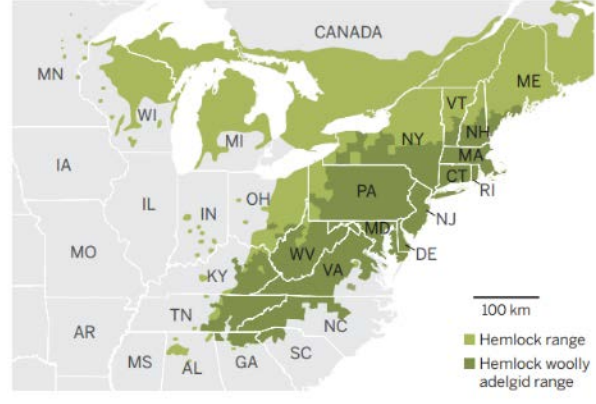 CANADA
MN
ME
VT
WI
NH
NY
MI
MA
IA
CT
RI
PA
OH
IL
IN
NJ
MD
WV
DE
MO
VA
KY
100 km
TN
NC
Hemlock range
AR
SC
MS
AL
GA
Hemlock woolly
adelgid range